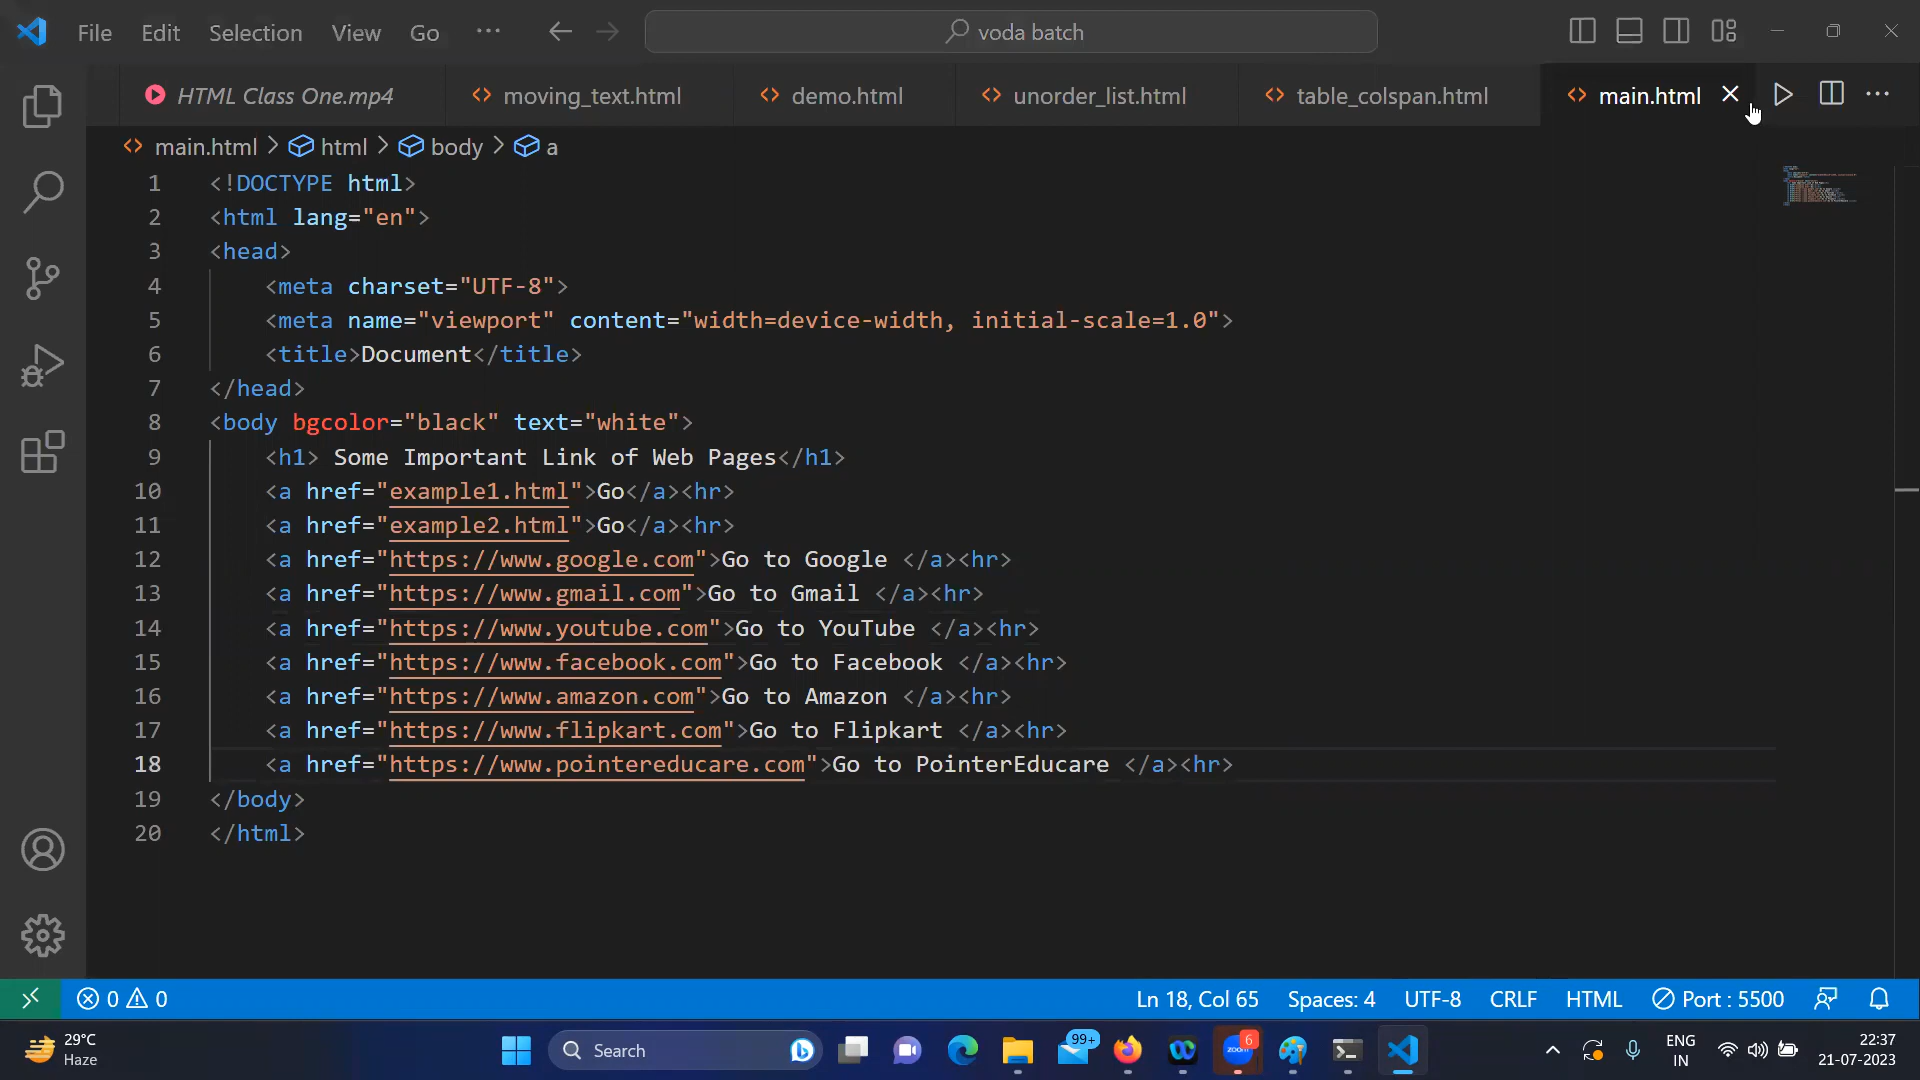 File Edit Selection View Go ··· voda batch
HTML Class One.mp4 moving_text.html demo.html unorder_list.html table_colspan.html main.html
main.html > html > body > a
1 <!DOCTYPE html>
2 <html lang="en">
3 <head>
4 <meta charset="UTF-8">
5 <meta name="viewport" content="width=device-width, initial-scale=1.0">
6 <title>Document</title>
7 </head>
8 <body bgcolor="black" text="white">
9 <h1> Some Important Link of Web Pages</h1>
10 <a href="example1.html">Go</a><hr>
11 <a href="example2.html">Go</a><hr>
12 <a href="https://www.google.com">Go to Google </a><hr>
13 <a href="https://www.gmail.com">Go to Gmail </a><hr>
14 <a href="https://www.youtube.com">Go to YouTube </a><hr>
15 <a href="https://www.facebook.com">Go to Facebook </a><hr>
16 <a href="https://www.amazon.com">Go to Amazon </a><hr>
17 <a href="https://www.flipkart.com">Go to Flipkart </a><hr>
18 <a href="https://www.pointereducare.com">Go to PointerEducare </a><hr>
19 </body>
20 </html>
0 0 Ln 18, Col 65 Spaces: 4 UTF-8 CRLF HTML Port : 5500
29°C
Haze
Search
99+
zoom
6
ENG
IN
22:37
21-07-2023